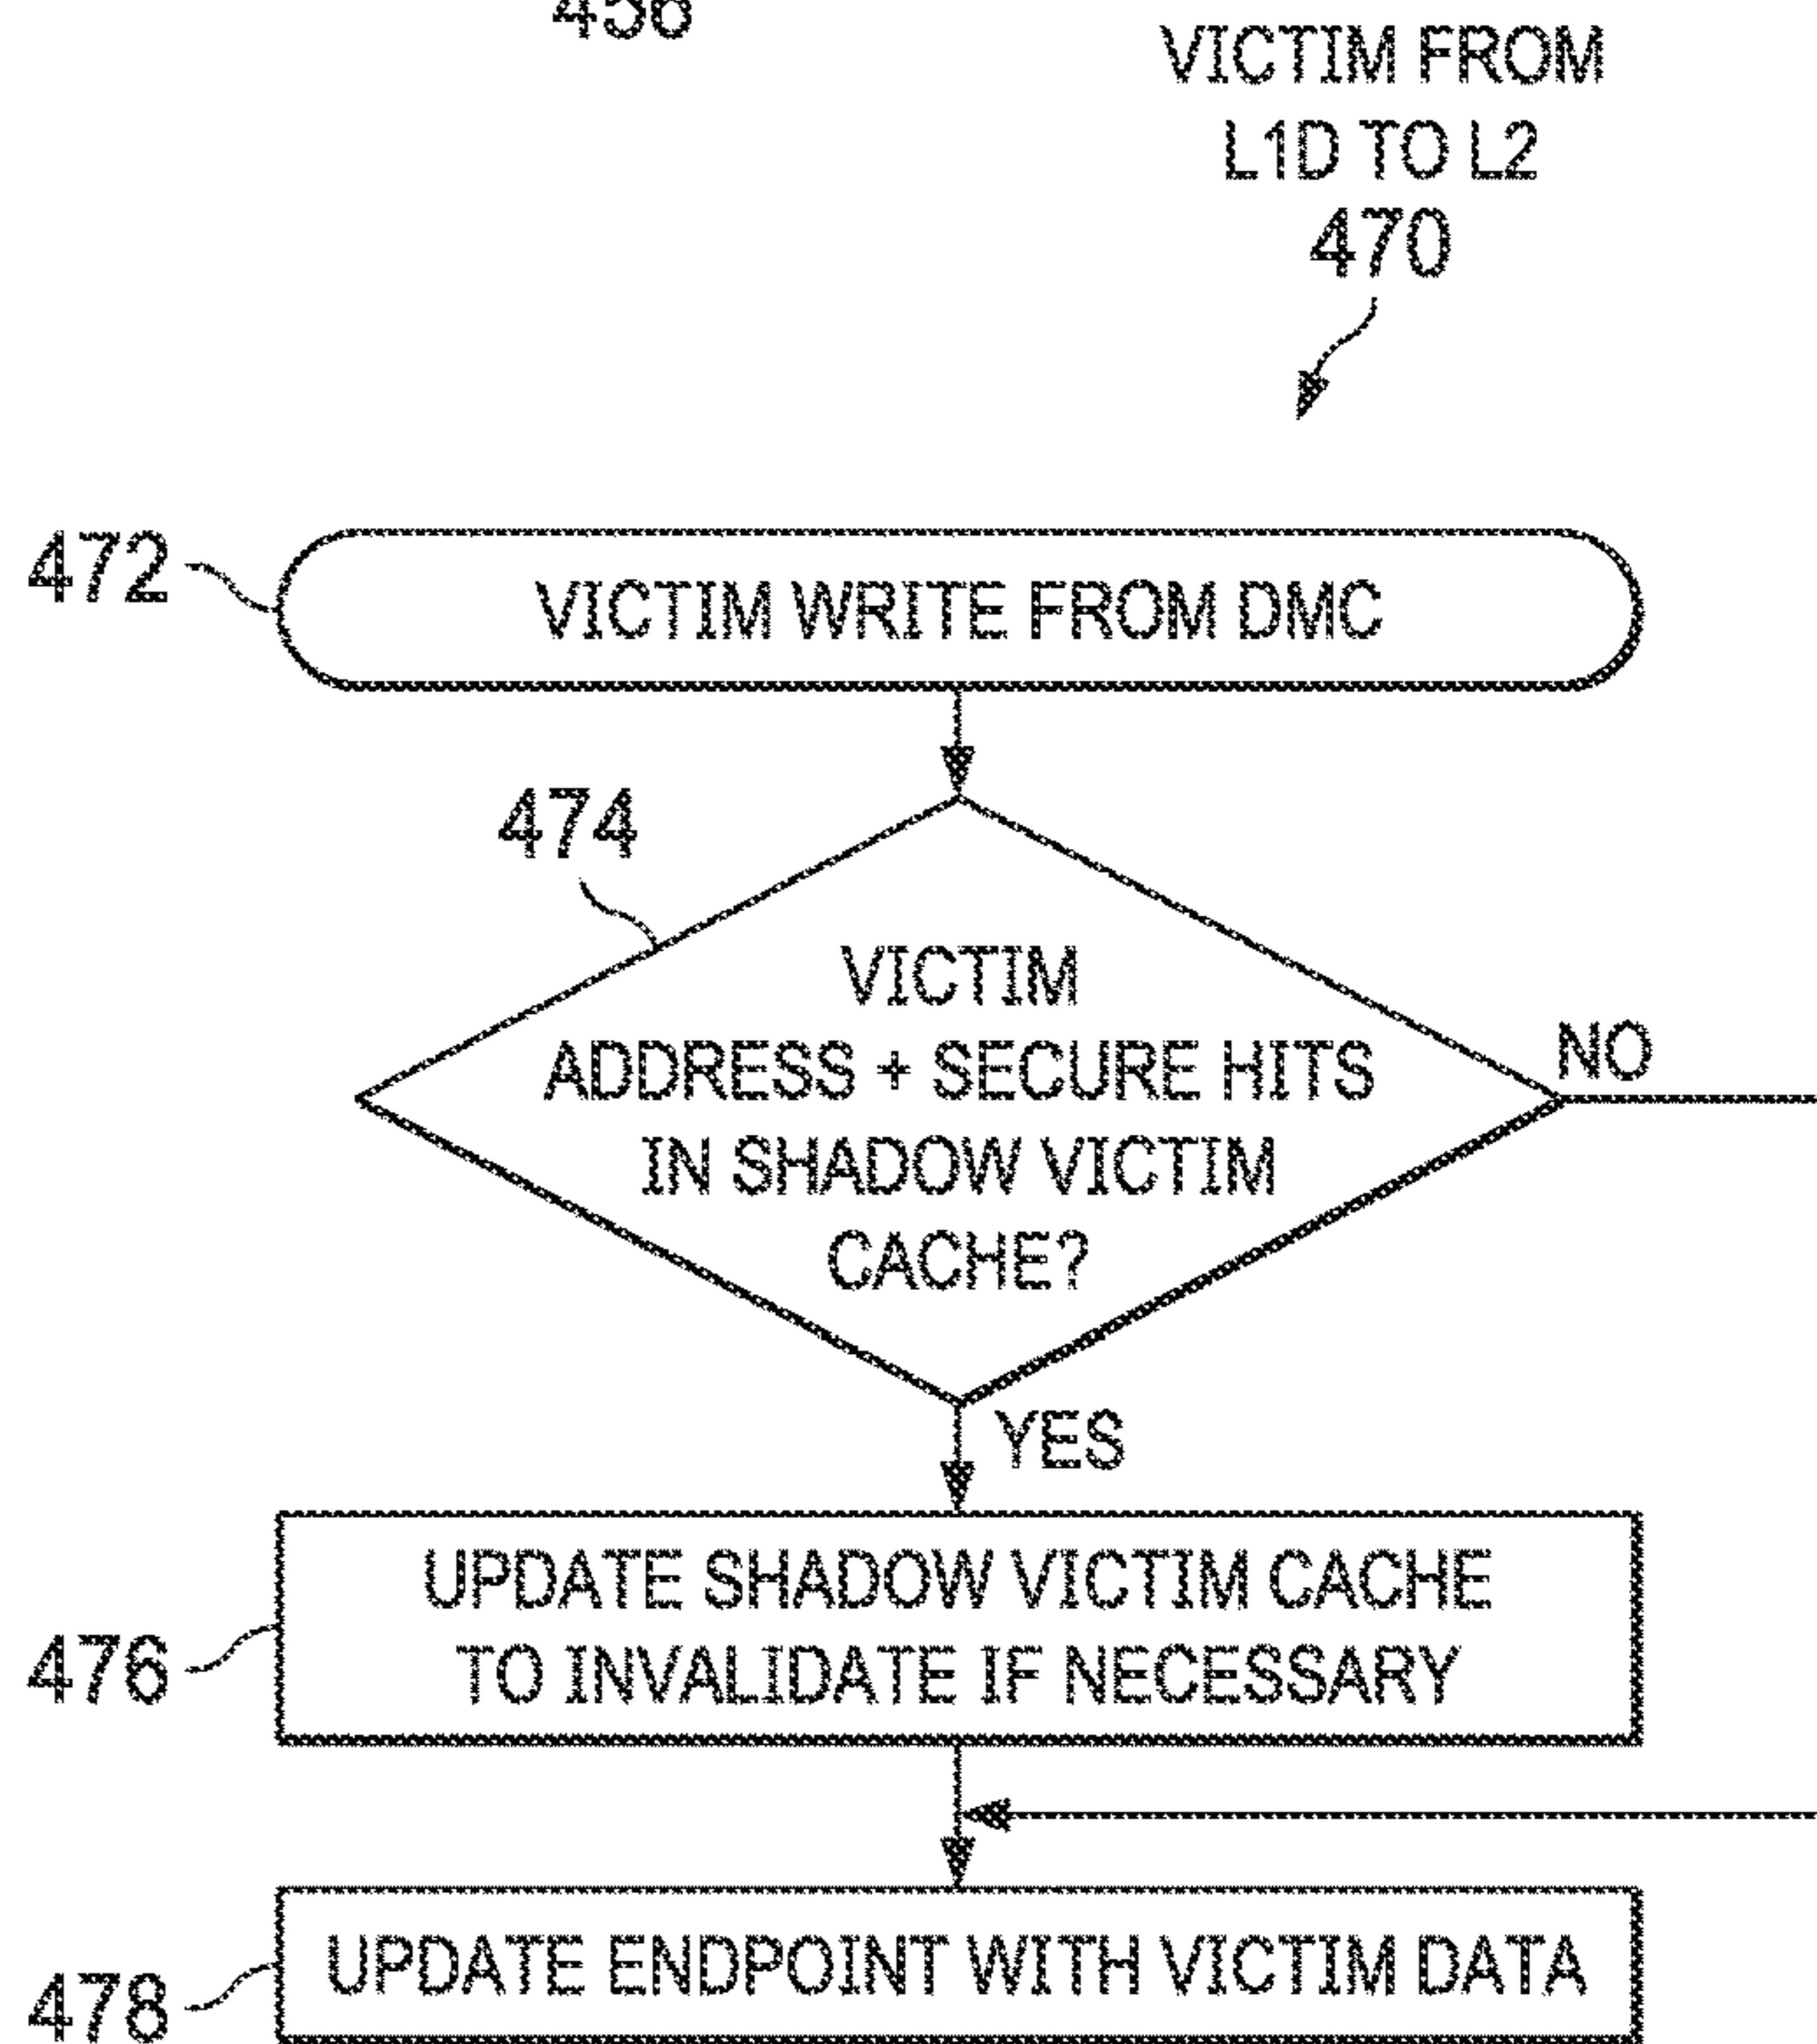 456
VICTIM FROM
L1D TO L2
470
472
VICTIM WRITE FROM DMC
474
VICTIM
ADDRESS + SECURE HITS
IN SHADOW VICTIM
CACHE?
NO
YES
UPDATE SHADOW VICTIM CACHE
TO INVALIDATE IF NECESSARY
476
UPDATE ENDPOINT WITH VICTIM DATA
478